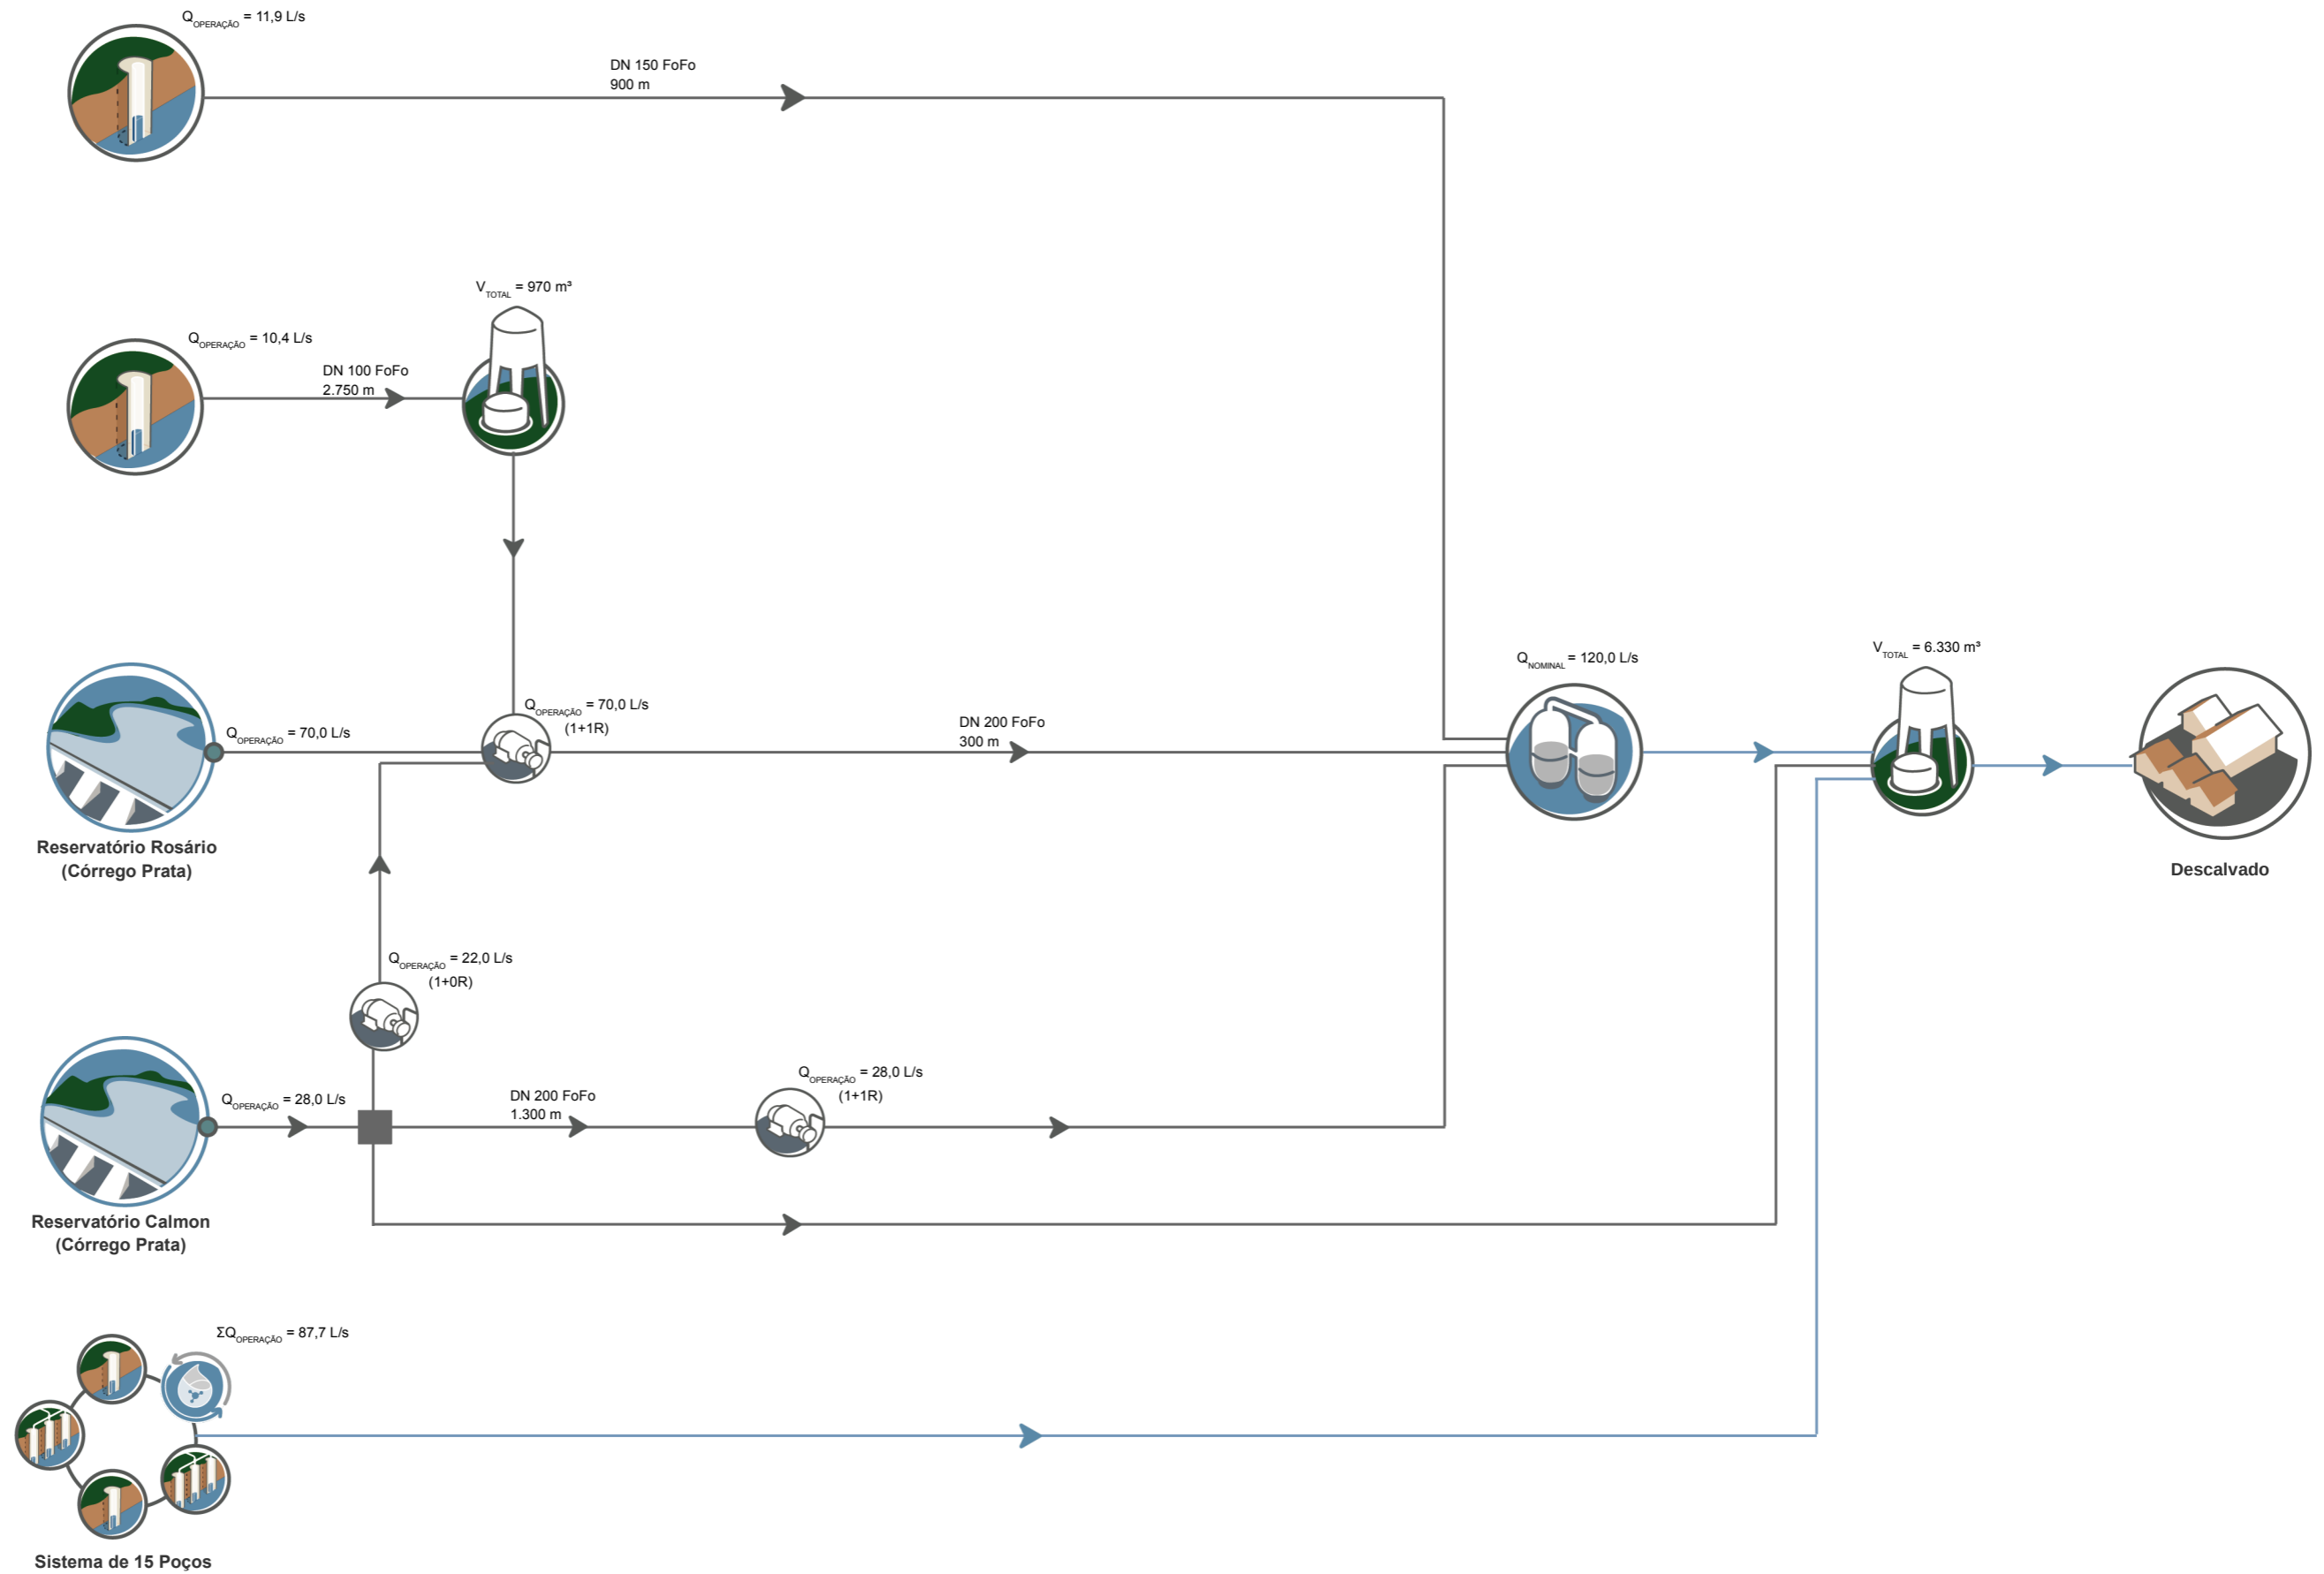 QOPERAÇÃO = 11,9 L/s
DN 150 FoFo
900 m
VTOTAL = 970 m³
QOPERAÇÃO = 10,4 L/s
DN 100 FoFo
2.750 m
VTOTAL = 6.330 m³
QNOMINAL = 120,0 L/s
QOPERAÇÃO = 70,0 L/s
(1+1R)
DN 200 FoFo
300 m
QOPERAÇÃO = 70,0 L/s
Reservatório Rosário
(Córrego Prata)
Descalvado
QOPERAÇÃO = 22,0 L/s
(1+0R)
QOPERAÇÃO = 28,0 L/s
(1+1R)
QOPERAÇÃO = 28,0 L/s
DN 200 FoFo
1.300 m
Reservatório Calmon
(Córrego Prata)
ΣQOPERAÇÃO = 87,7 L/s
Sistema de 15 Poços